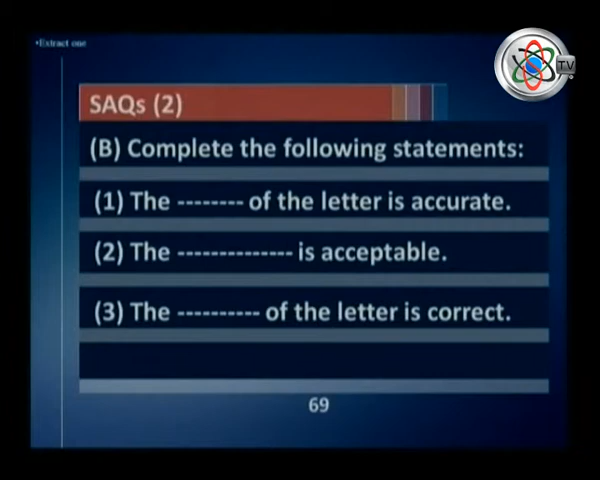 •Extract one
TV
SAQs (2)
(B) Complete the following statements:
(1) The -------- of the letter is accurate.
(2) The -------------- is acceptable.
(3) The ---------- of the letter is correct.
69